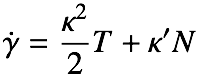 γ̇ = κ²/2 T + κ′N